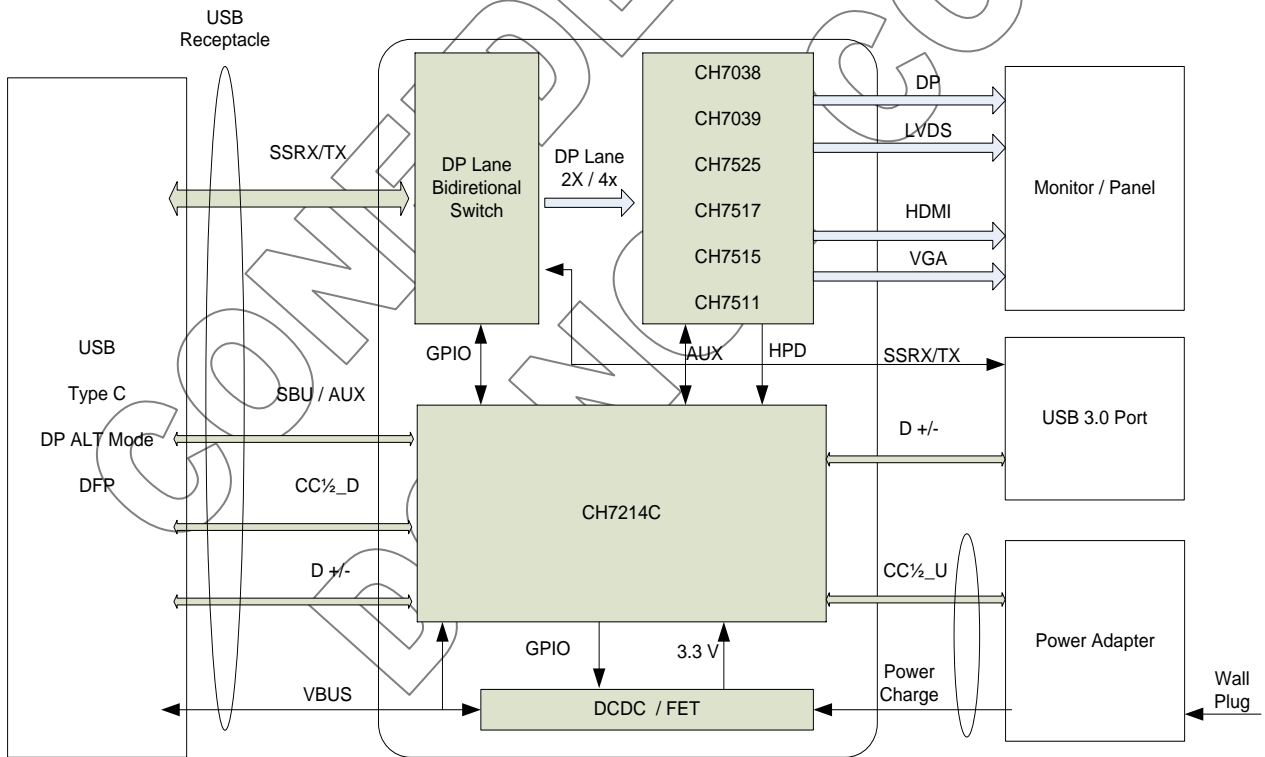 USB
Receptacle
CH7038
DP
CH7039
LVDS
SSRX/TX
DP Lane
Bidiretional
Switch
DP Lane
2X / 4x
CH7525
Monitor / Panel
CH7517
HDMI
CH7515
VGA
CH7511
USB
Type C
DP ALT Mode
DFP
GPIO
AUX
HPD
SSRX/TX
SBU / AUX
USB 3.0 Port
D +/-
CC½_D
CH7214C
D +/-
CC½_U
Power Adapter
GPIO
3.3 V
Power
Charge
Wall
Plug
VBUS
DCDC / FET